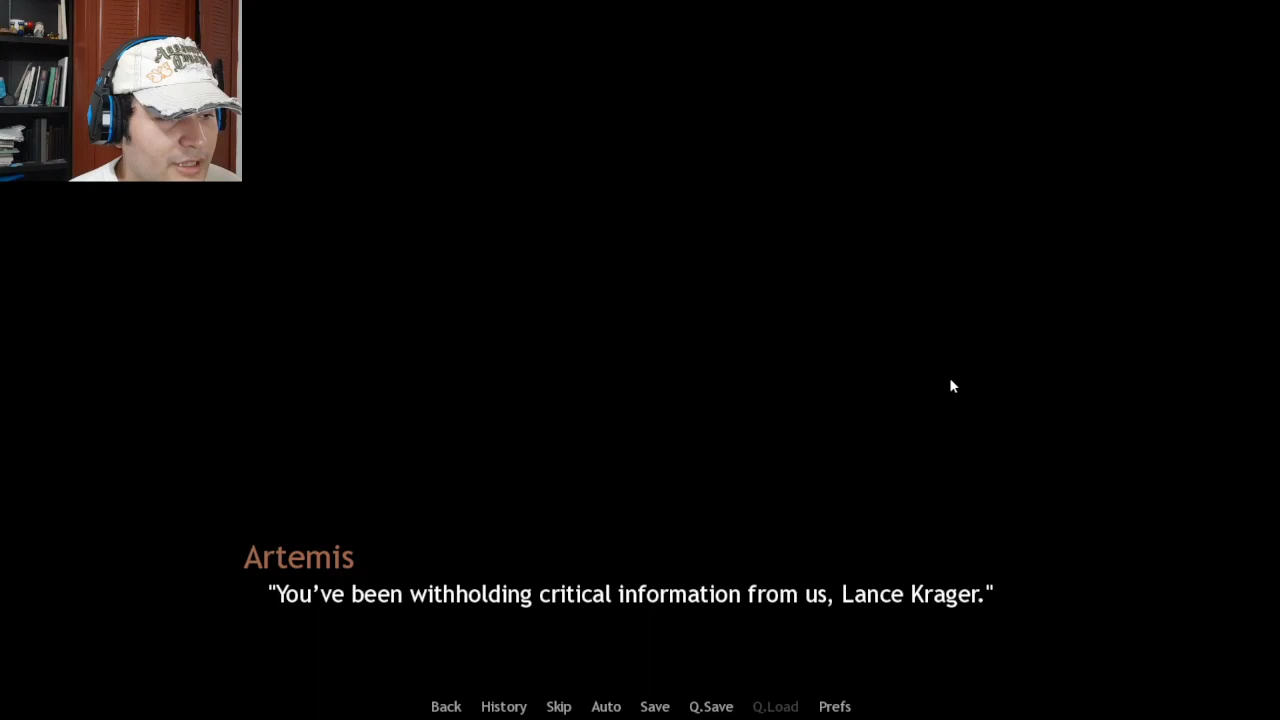 Artemis
"You’ve been withholding critical information from us, Lance Krager."
Back History Skip Auto Save Q.Save Q.Load Prefs